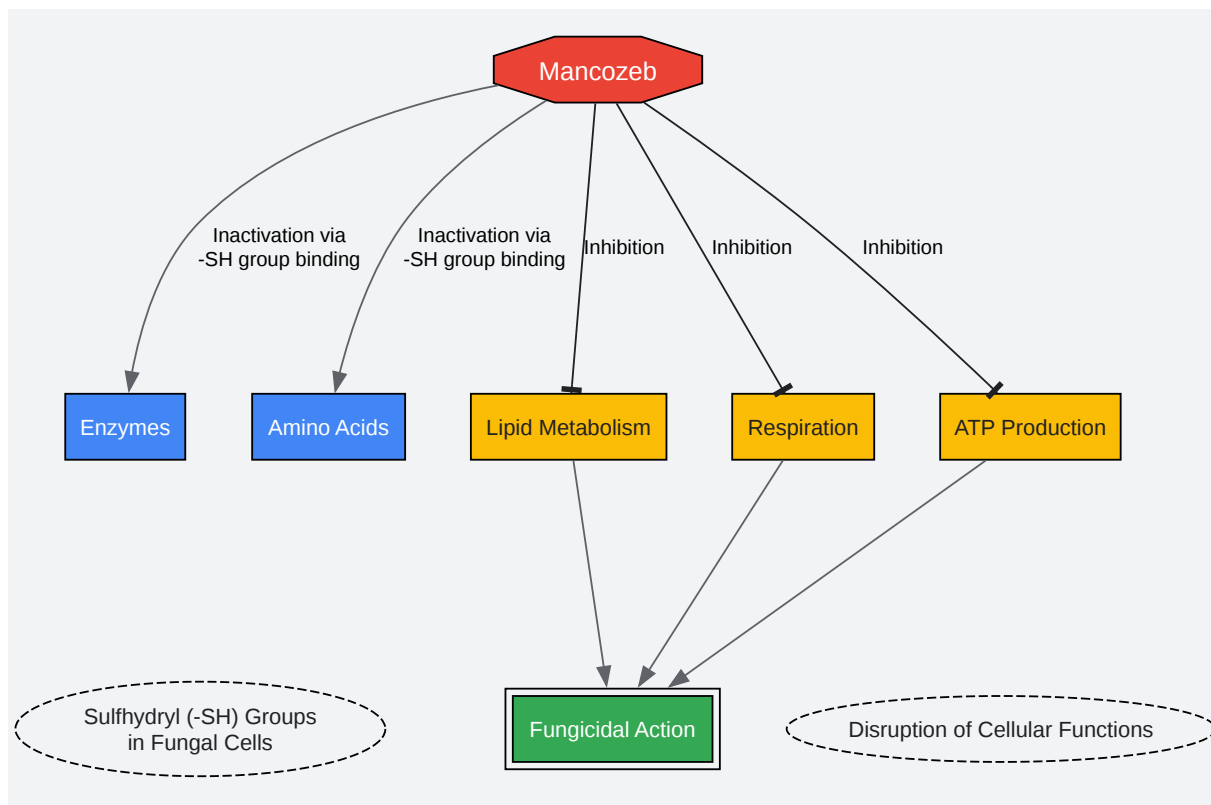 Mancozeb
Inactivation via
-SH group binding
Inactivation via
-SH group binding
Inhibition
Inhibition
Inhibition
Enzymes
Amino Acids
Lipid Metabolism
Respiration
ATP Production
Sulfhydryl (-SH) Groups
in Fungal Cells
Fungicidal Action
Disruption of Cellular Functions